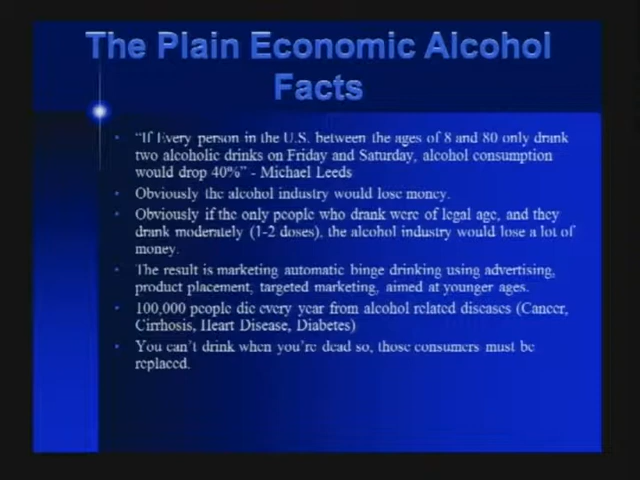 The Plain Economic Alcohol
Facts
• "If Every person in the U.S. between the ages of 8 and 80 only drank
two alcoholic drinks on Friday and Saturday, alcohol consumption
would drop 40%" - Michael Leeds
• Obviously the alcohol industry would lose money.
• Obviously if the only people who drank were of legal age, and they
drank moderately (1-2 doses), the alcohol industry would lose a lot of
money.
• The result is marketing automatic binge drinking using advertising,
product placement, targeted marketing, aimed at younger ages.
• 100,000 people die every year from alcohol related diseases (Cancer,
Cirrhosis, Heart Disease, Diabetes)
• You can't drink when you're dead so, those consumers must be
replaced.